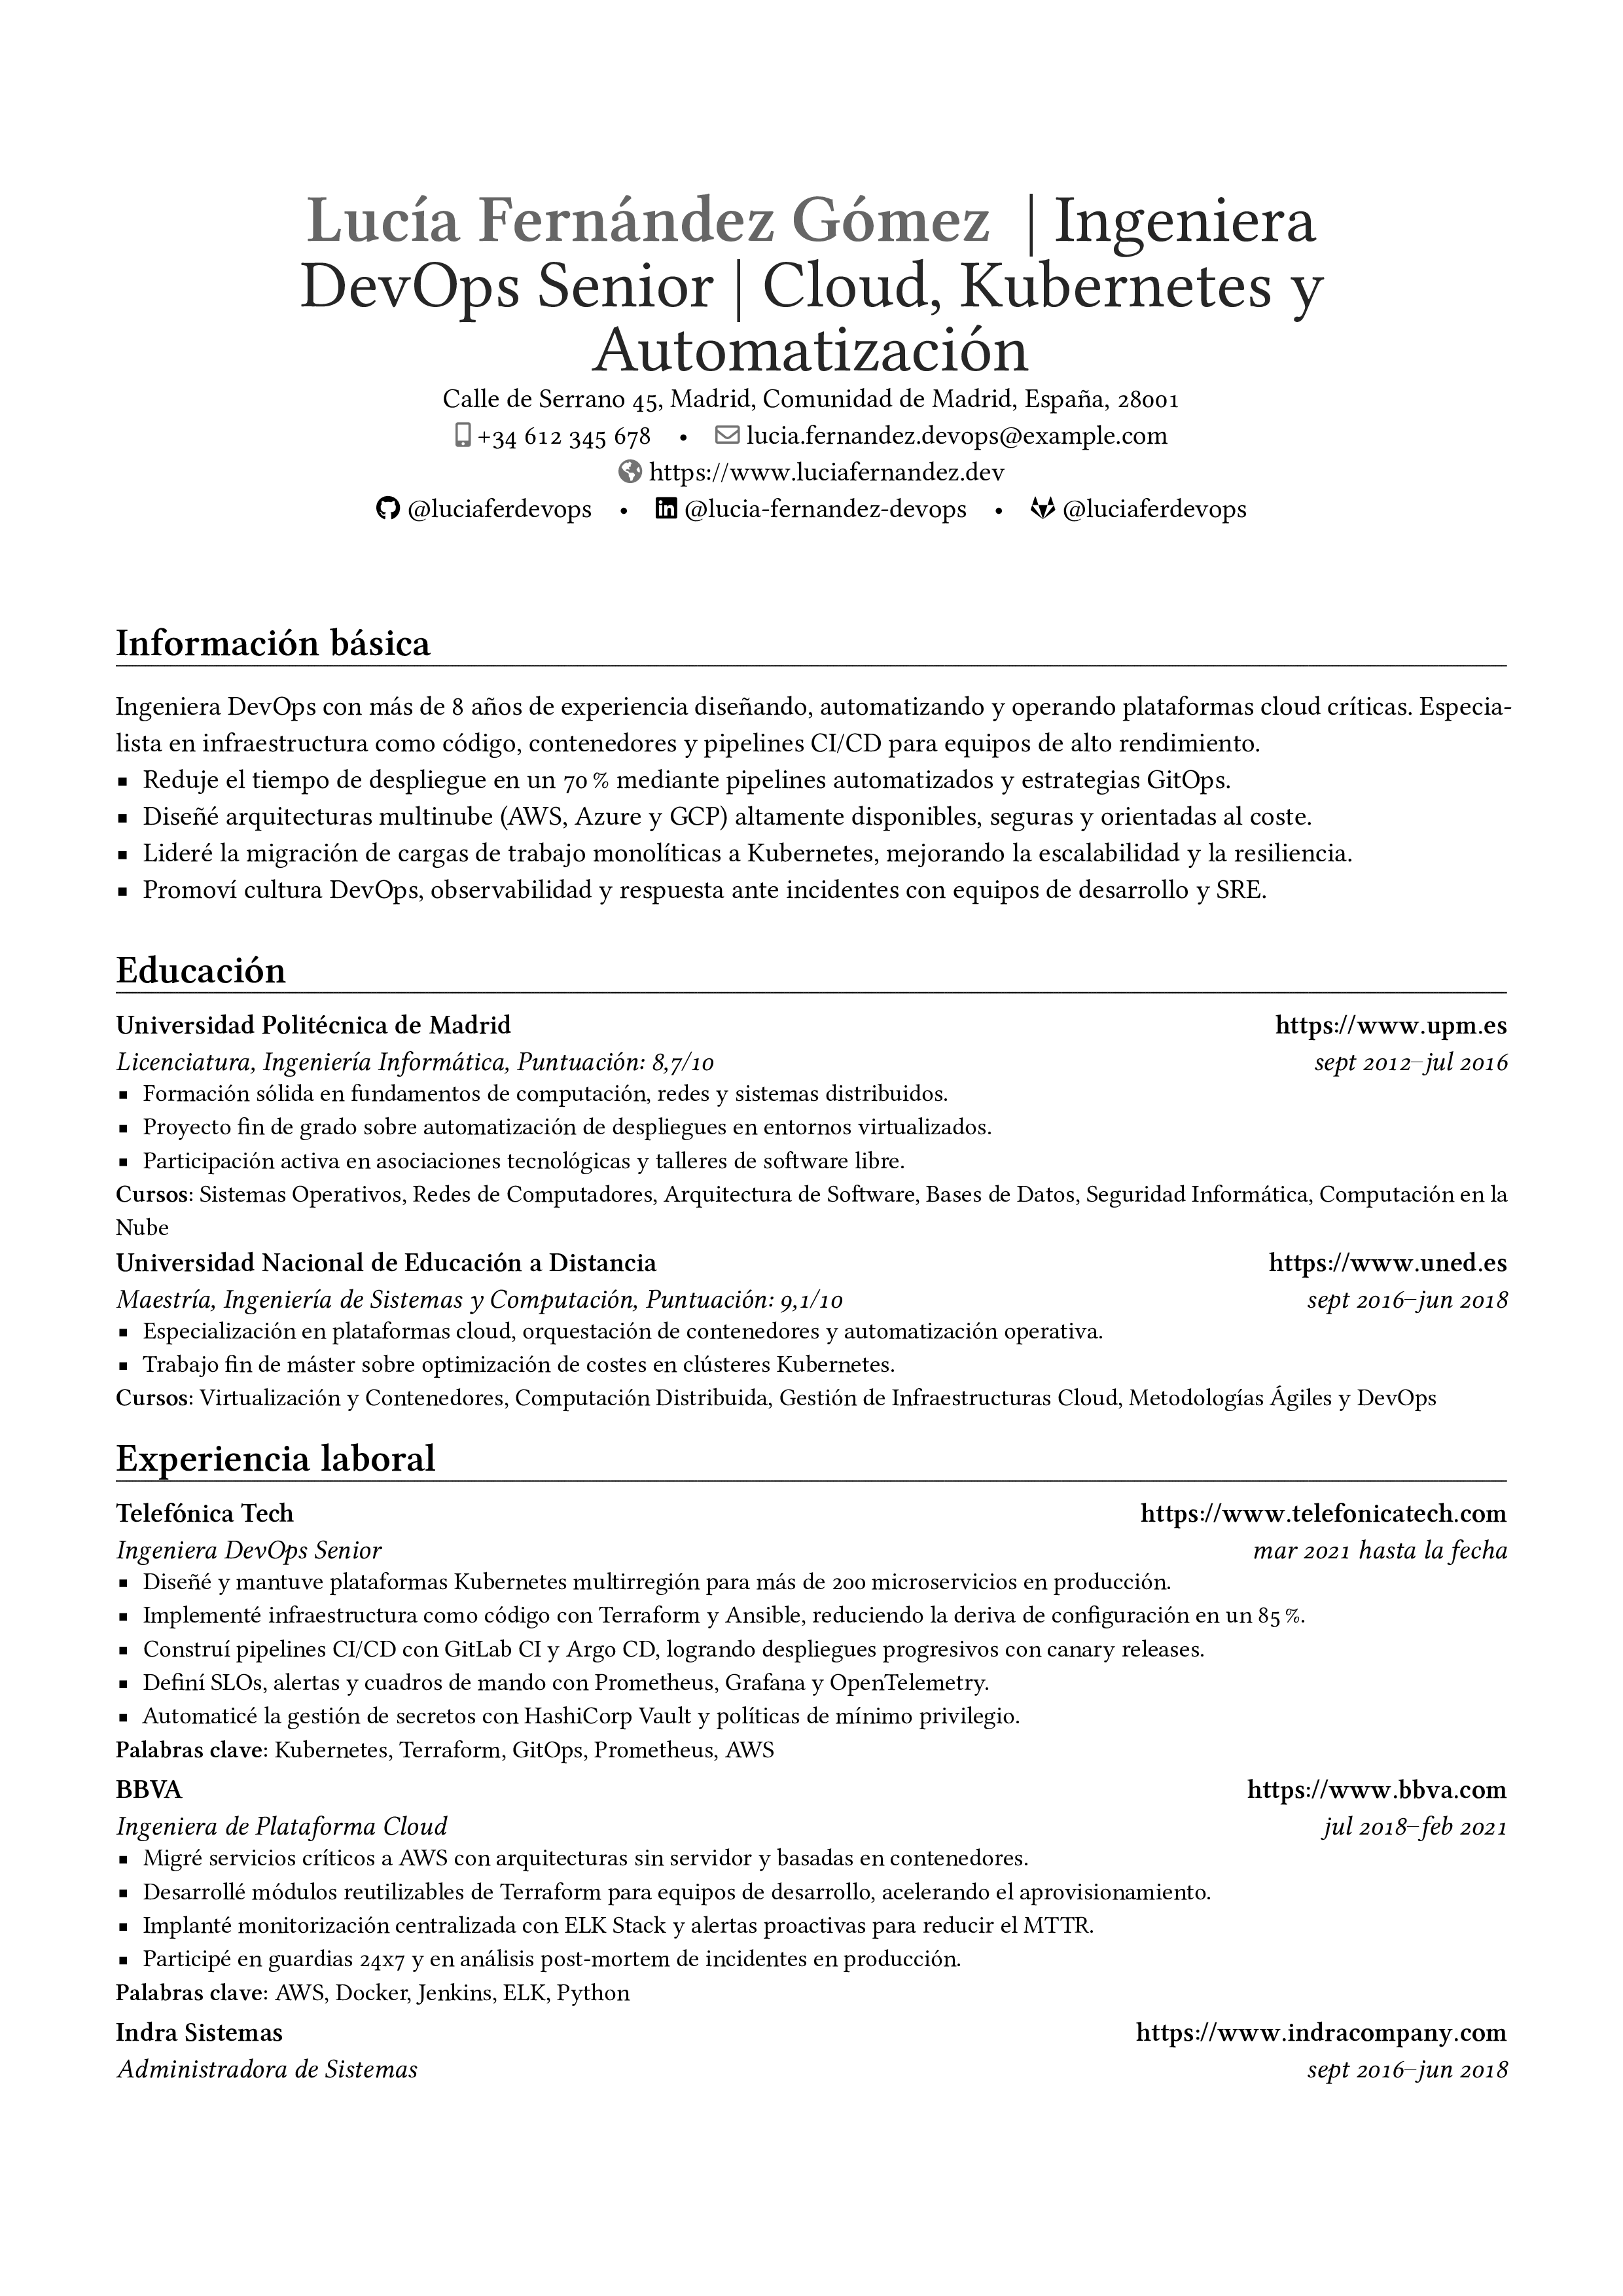 Lucía Fernández Gómez | Ingeniera
DevOps Senior | Cloud, Kubernetes y
Automatización
Calle de Serrano 45, Madrid, Comunidad de Madrid, España, 28001
+34 612 345 678 • lucia.fernandez.devops@example.com
https://www.luciafernandez.dev
@luciaferdevops • @lucia-fernandez-devops • @luciaferdevops
Información básica
Ingeniera DevOps con más de 8 años de experiencia diseñando, automatizando y operando plataformas cloud críticas. Especia-
lista en infraestructura como código, contenedores y pipelines CI/CD para equipos de alto rendimiento.
▪ Reduje el tiempo de despliegue en un 70 % mediante pipelines automatizados y estrategias GitOps.
▪ Diseñé arquitecturas multinube (AWS, Azure y GCP) altamente disponibles, seguras y orientadas al coste.
▪ Lideré la migración de cargas de trabajo monolíticas a Kubernetes, mejorando la escalabilidad y la resiliencia.
▪ Promoví cultura DevOps, observabilidad y respuesta ante incidentes con equipos de desarrollo y SRE.
Educación
Universidad Politécnica de Madrid https://www.upm.es
Licenciatura, Ingeniería Informática, Puntuación: 8,7/10 sept 2012–jul 2016
▪ Formación sólida en fundamentos de computación, redes y sistemas distribuidos.
▪ Proyecto fin de grado sobre automatización de despliegues en entornos virtualizados.
▪ Participación activa en asociaciones tecnológicas y talleres de software libre.
Cursos: Sistemas Operativos, Redes de Computadores, Arquitectura de Software, Bases de Datos, Seguridad Informática, Computación en la
Nube
Universidad Nacional de Educación a Distancia https://www.uned.es
Maestría, Ingeniería de Sistemas y Computación, Puntuación: 9,1/10 sept 2016–jun 2018
▪ Especialización en plataformas cloud, orquestación de contenedores y automatización operativa.
▪ Trabajo fin de máster sobre optimización de costes en clústeres Kubernetes.
Cursos: Virtualización y Contenedores, Computación Distribuida, Gestión de Infraestructuras Cloud, Metodologías Ágiles y DevOps
Experiencia laboral
Telefónica Tech https://www.telefonicatech.com
Ingeniera DevOps Senior mar 2021 hasta la fecha
▪ Diseñé y mantuve plataformas Kubernetes multirregión para más de 200 microservicios en producción.
▪ Implementé infraestructura como código con Terraform y Ansible, reduciendo la deriva de configuración en un 85 %.
▪ Construí pipelines CI/CD con GitLab CI y Argo CD, logrando despliegues progresivos con canary releases.
▪ Definí SLOs, alertas y cuadros de mando con Prometheus, Grafana y OpenTelemetry.
▪ Automaticé la gestión de secretos con HashiCorp Vault y políticas de mínimo privilegio.
Palabras clave: Kubernetes, Terraform, GitOps, Prometheus, AWS
BBVA https://www.bbva.com
Ingeniera de Plataforma Cloud jul 2018–feb 2021
▪ Migré servicios críticos a AWS con arquitecturas sin servidor y basadas en contenedores.
▪ Desarrollé módulos reutilizables de Terraform para equipos de desarrollo, acelerando el aprovisionamiento.
▪ Implanté monitorización centralizada con ELK Stack y alertas proactivas para reducir el MTTR.
▪ Participé en guardias 24x7 y en análisis post-mortem de incidentes en producción.
Palabras clave: AWS, Docker, Jenkins, ELK, Python
Indra Sistemas https://www.indracompany.com
Administradora de Sistemas sept 2016–jun 2018